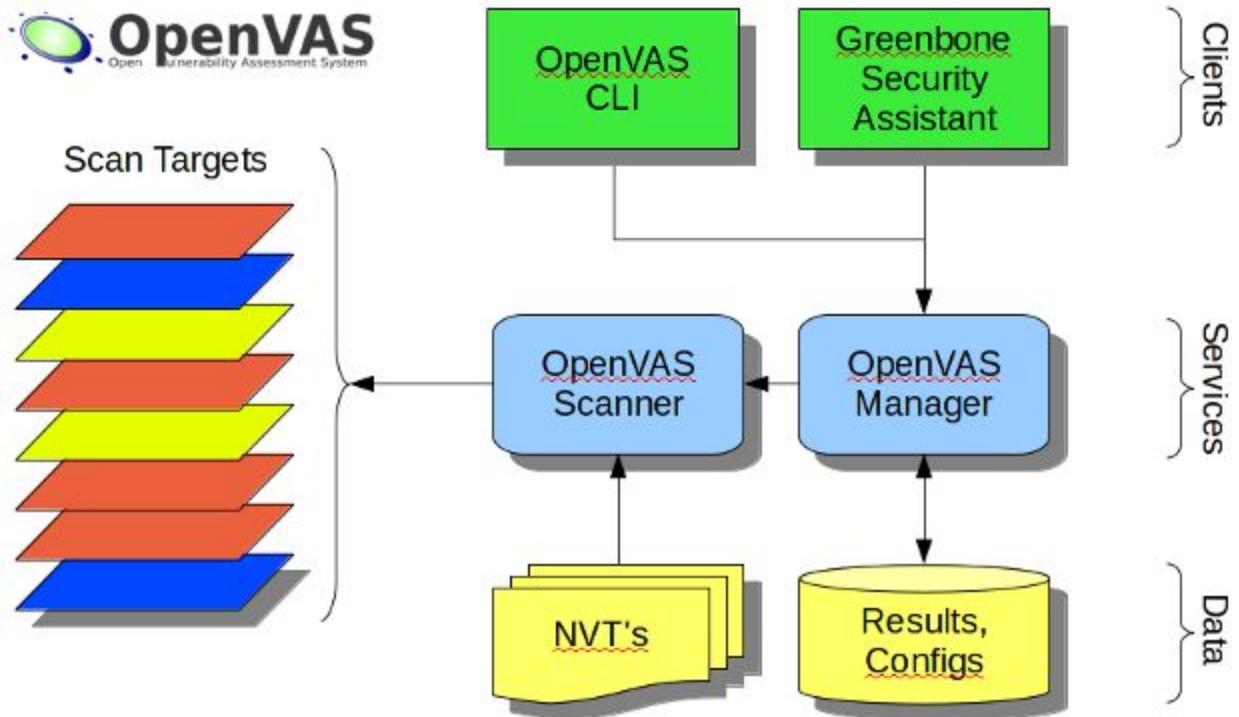 OpenVAS
Open Vulnerability Assessment System
OpenVAS
CLI
Greenbone
Security
Assistant
Clients
Scan Targets
OpenVAS
Scanner
OpenVAS
Manager
Services
NVT's
Results,
Configs
Data